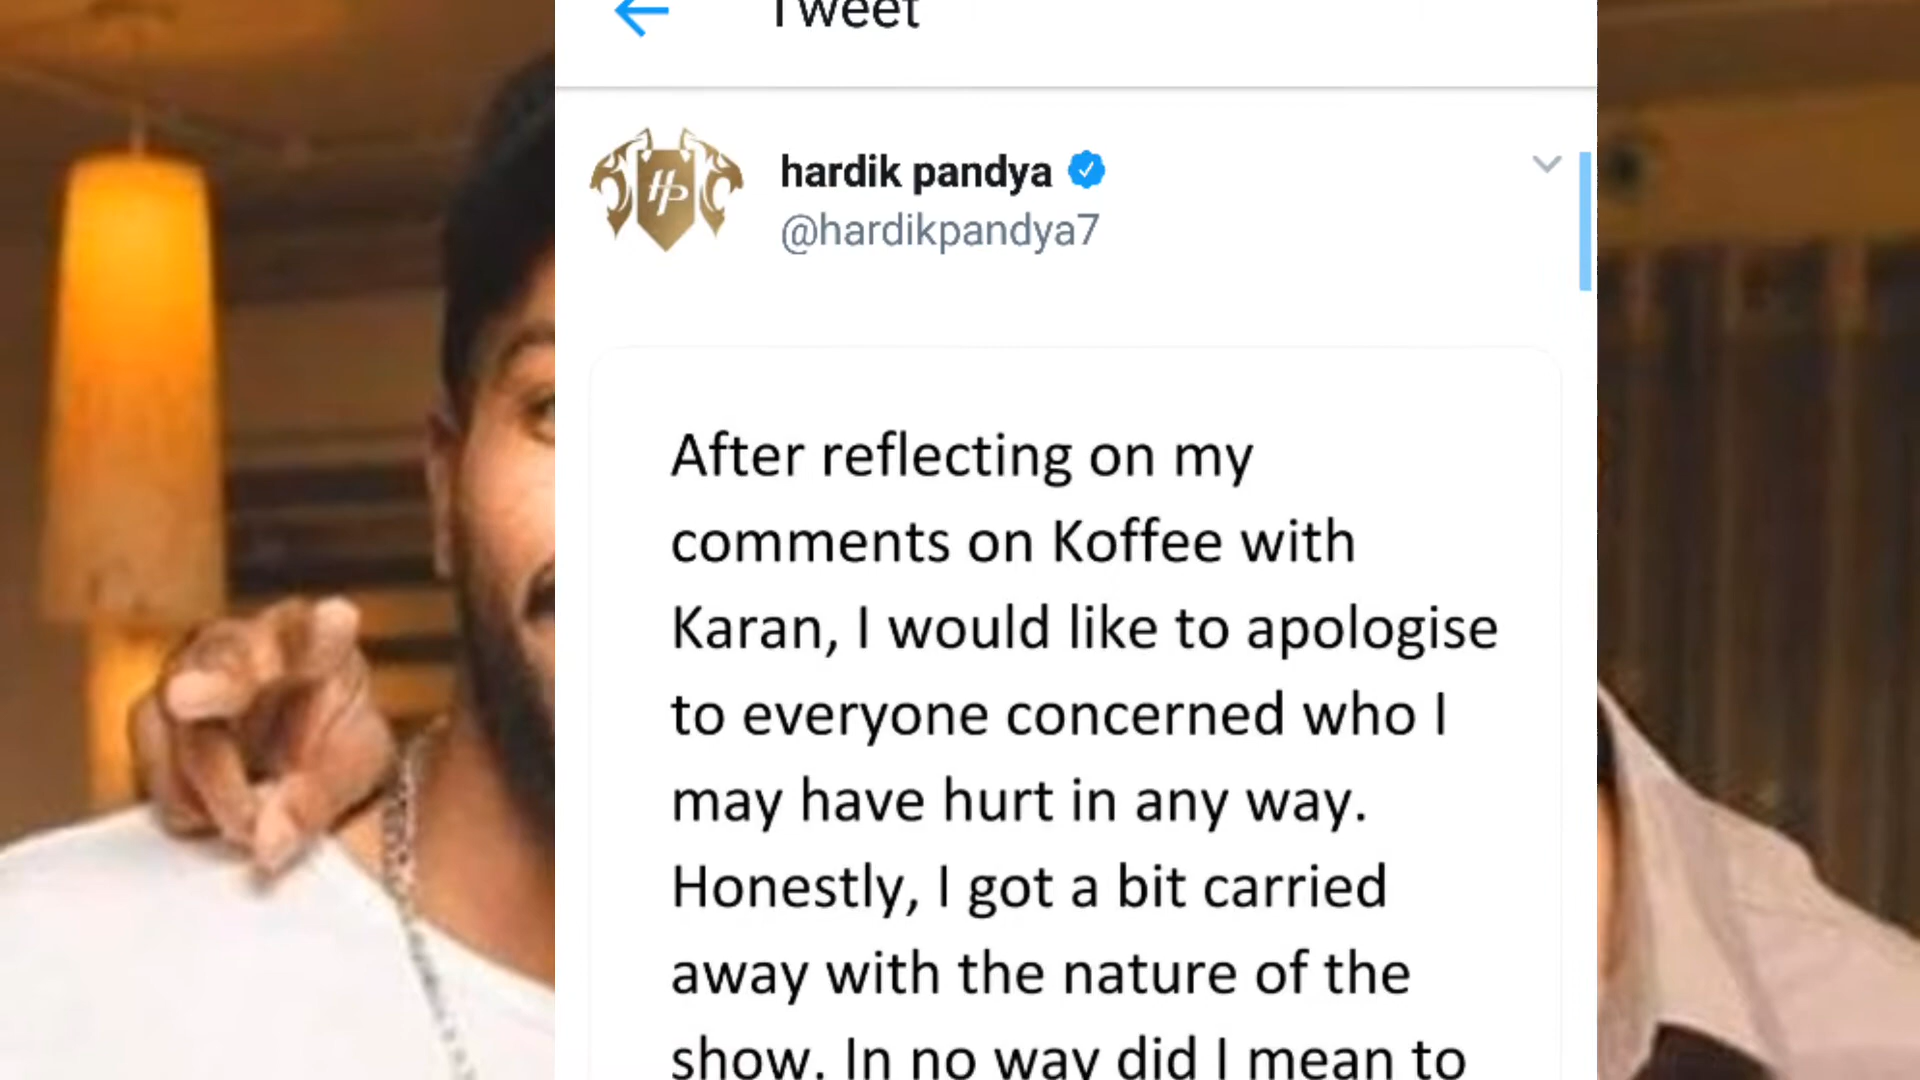 Tweet
hardik pandya
@hardikpandya7
HP
After reflecting on my
comments on Koffee with
Karan, I would like to apologise
to everyone concerned who I
may have hurt in any way.
Honestly, I got a bit carried
away with the nature of the
show. In no way did I mean to